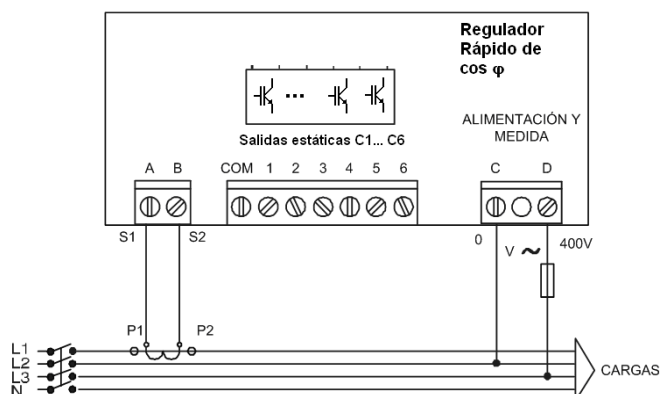 Regulador
Rápido de
cos φ
Salidas estáticas C1... C6
ALIMENTACIÓN Y
MEDIDA
A B COM 1 2 3 4 5 6 C D
S1 S2 0 V ~ 400V
P1 P2
L1
L2
L3
N
CARGAS